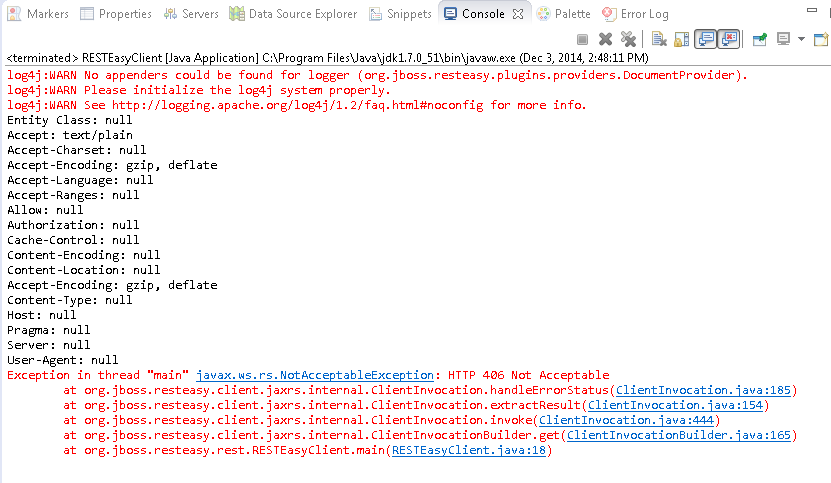 Markers Properties Servers Data Source Explorer Snippets Console Palette Error Log
<terminated> RESTEasyClient [Java Application] C:\Program Files\Java\jdk1.7.0_51\bin\javaw.exe (Dec 3, 2014, 2:48:11 PM)
log4j:WARN No appenders could be found for logger (org.jboss.resteasy.plugins.providers.DocumentProvider).
log4j:WARN Please initialize the log4j system properly.
log4j:WARN See http://logging.apache.org/log4j/1.2/faq.html#noconfig for more info.
Entity Class: null
Accept: text/plain
Accept-Charset: null
Accept-Encoding: gzip, deflate
Accept-Language: null
Accept-Ranges: null
Allow: null
Authorization: null
Cache-Control: null
Content-Encoding: null
Content-Location: null
Accept-Encoding: gzip, deflate
Content-Type: null
Host: null
Pragma: null
Server: null
User-Agent: null
Exception in thread "main" javax.ws.rs.NotAcceptableException: HTTP 406 Not Acceptable
at org.jboss.resteasy.client.jaxrs.internal.ClientInvocation.handleErrorStatus(ClientInvocation.java:185)
at org.jboss.resteasy.client.jaxrs.internal.ClientInvocation.extractResult(ClientInvocation.java:154)
at org.jboss.resteasy.client.jaxrs.internal.ClientInvocation.invoke(ClientInvocation.java:444)
at org.jboss.resteasy.client.jaxrs.internal.ClientInvocationBuilder.get(ClientInvocationBuilder.java:165)
at org.jboss.resteasy.rest.RESTEasyClient.main(RESTEasyClient.java:18)